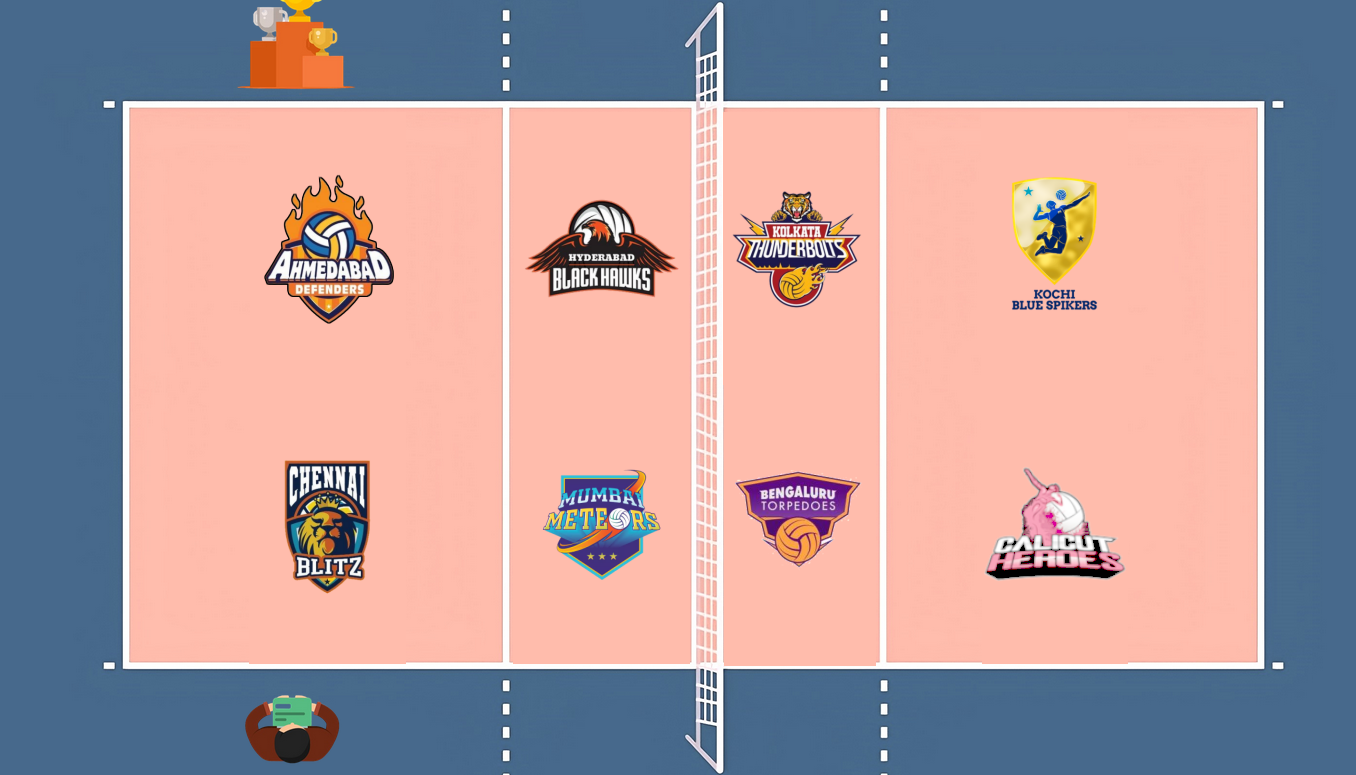 AHMEDABAD
DEFENDERS
HYDERABAD
BLACK HAWKS
KOLKATA
THUNDERBOLTS
KOCHI
BLUE SPIKERS
CHENNAI
BLITZ
MUMBAI
METEORS
BENGALURU
TORPEDOES
CALICUT
HEROES